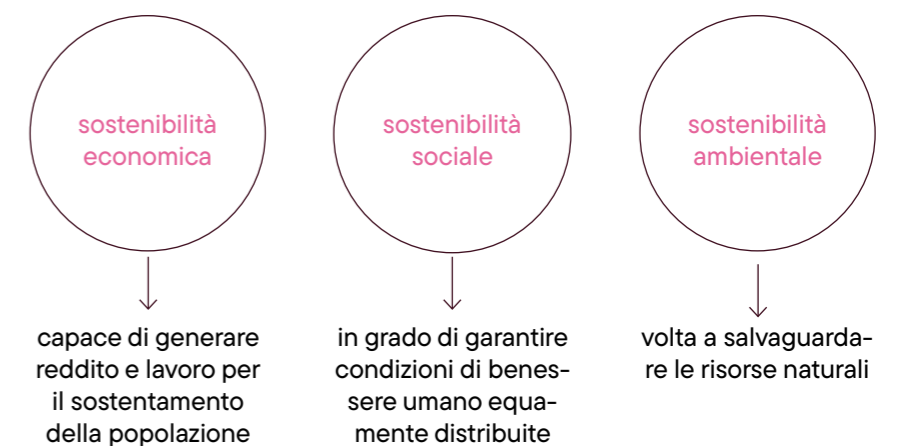 sostenibilità
economica
sostenibilità
sociale
sostenibilità
ambientale
capace di generare
reddito e lavoro per
il sostentamento
della popolazione
in grado di garantire
condizioni di benes-
sere umano equa-
mente distribuite
volta a salvaguarda-
re le risorse naturali